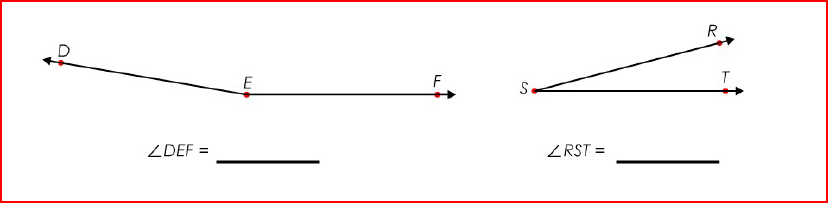 D
E
F
R
S
T
∠DEF = ________
∠RST = ________